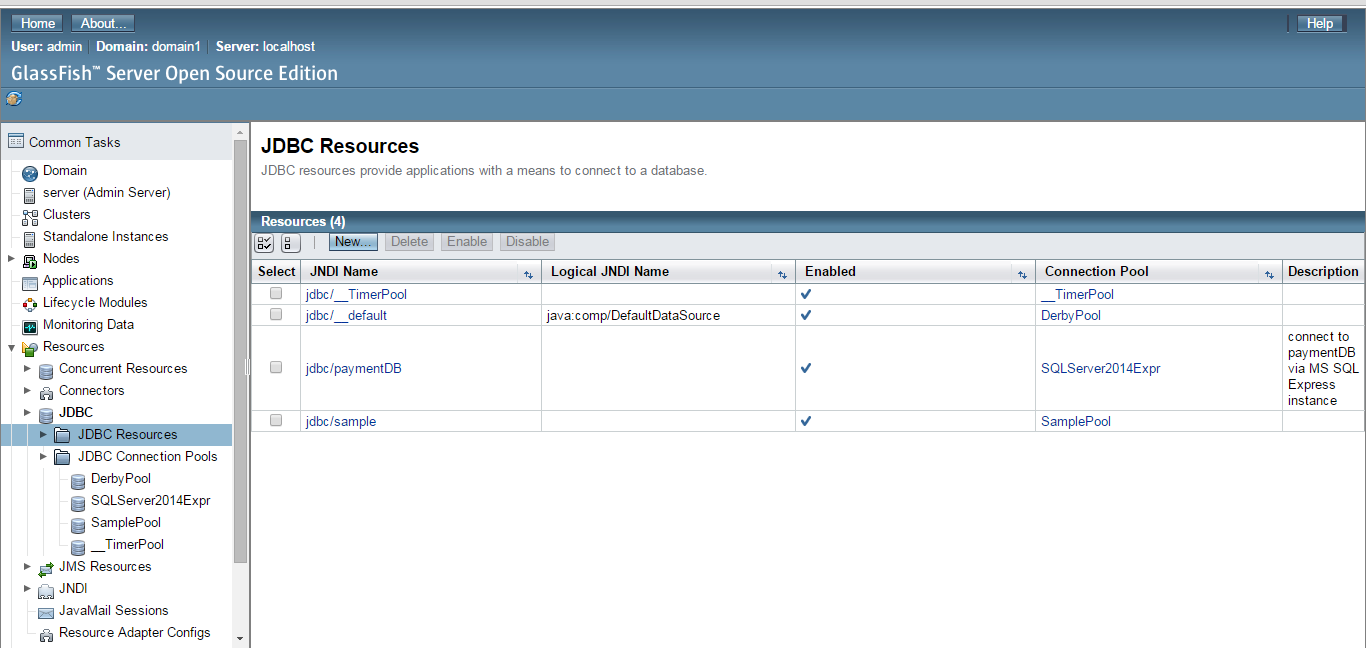 Home About... Help
User: admin Domain: domain1 Server: localhost
GlassFish™ Server Open Source Edition
Common Tasks
Domain
server (Admin Server)
Clusters
Standalone Instances
Nodes
Applications
Lifecycle Modules
Monitoring Data
Resources
Concurrent Resources
Connectors
JDBC
JDBC Resources
JDBC Connection Pools
DerbyPool
SQLServer2014Expr
SamplePool
__TimerPool
JMS Resources
JNDI
JavaMail Sessions
Resource Adapter Configs
JDBC Resources
JDBC resources provide applications with a means to connect to a database.
Resources (4)
New... Delete Enable Disable
Select JNDI Name Logical JNDI Name Enabled Connection Pool Description
jdbc/__TimerPool __TimerPool
jdbc/__default java:comp/DefaultDataSource DerbyPool
jdbc/paymentDB SQLServer2014Expr
connect to
paymentDB
via MS SQL
Express
instance
jdbc/sample SamplePool